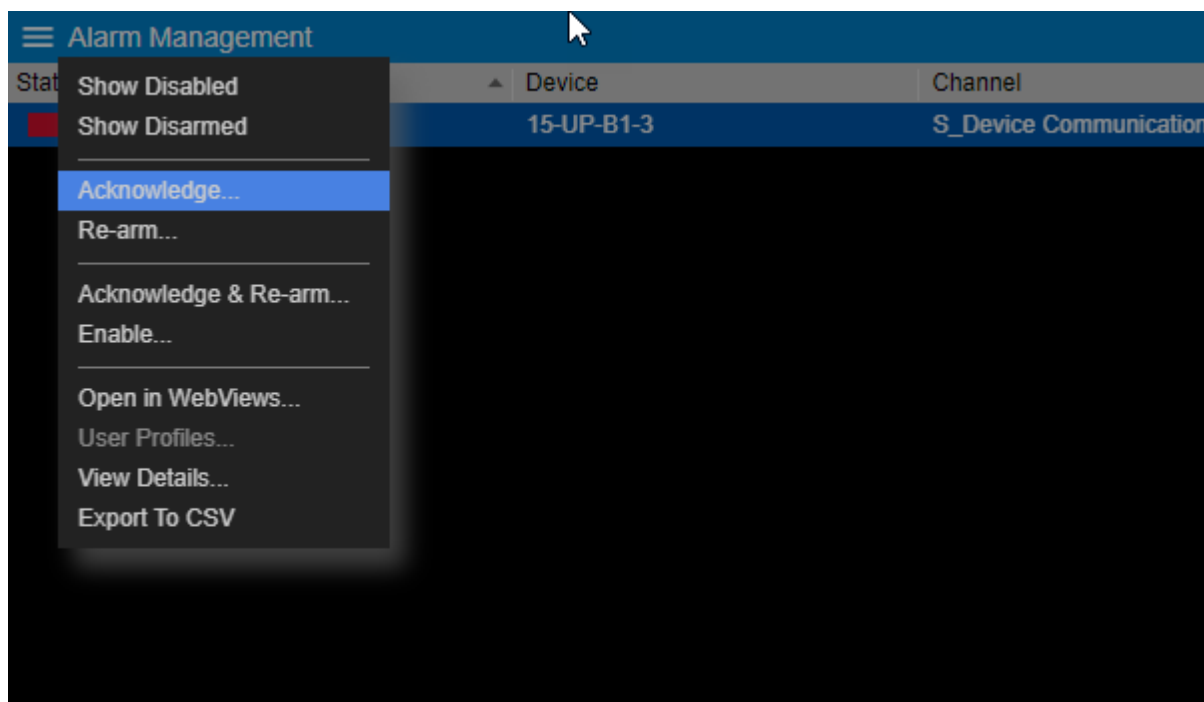 Alarm Management
Stat Device Channel
15-UP-B1-3 S_Device Communication
Show Disabled
Show Disarmed
Acknowledge...
Re-arm...
Acknowledge & Re-arm...
Enable...
Open in WebViews...
User Profiles...
View Details...
Export To CSV